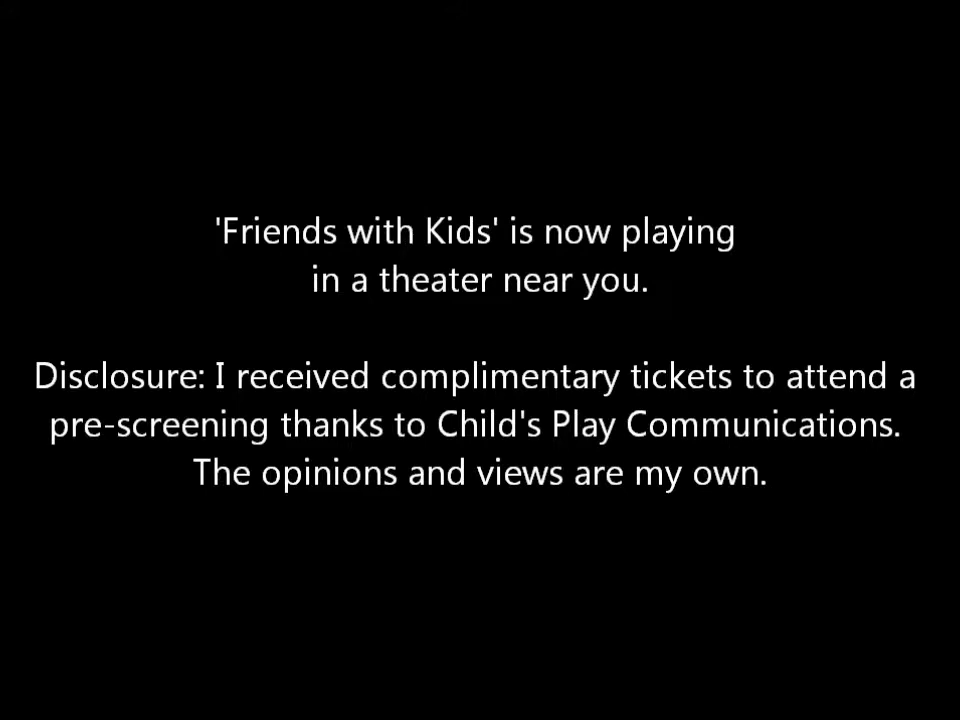 'Friends with Kids' is now playing
in a theater near you.
Disclosure: I received complimentary tickets to attend a
pre-screening thanks to Child's Play Communications.
The opinions and views are my own.